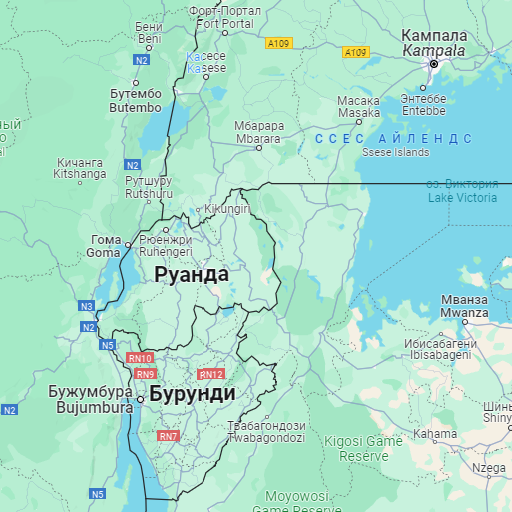 Форт-Портал
Fort Portal
Бени
Beni
A109
Кампала
Kampala
A109
N2
Касесе
Kasese
Бутембо
Butembo
Энтеббе
Entebbe
Масака
Masaka
Мбарара
Mbarara
ССЕС АЙЛЕНДС
Ssese Islands
N2
Кичанга
Kitshanga
Рутшуру
Rutshuru
оз. Виктория
Lake Victoria
Kikungiri
Гома
Goma
Рюенжри
Ruhengeri
Руанда
Мванза
Mwanza
N3
N2
N5
Ибисабагени
Ibisabageni
RN10
RN9
RN12
Бужумбура
Bujumbura
Бурунди
N2
Твабагондози
Twabagondozi
RN7
Kigosi Game
Reserve
Kahama
Nzega
N5
Moyowosi
Game Reserve